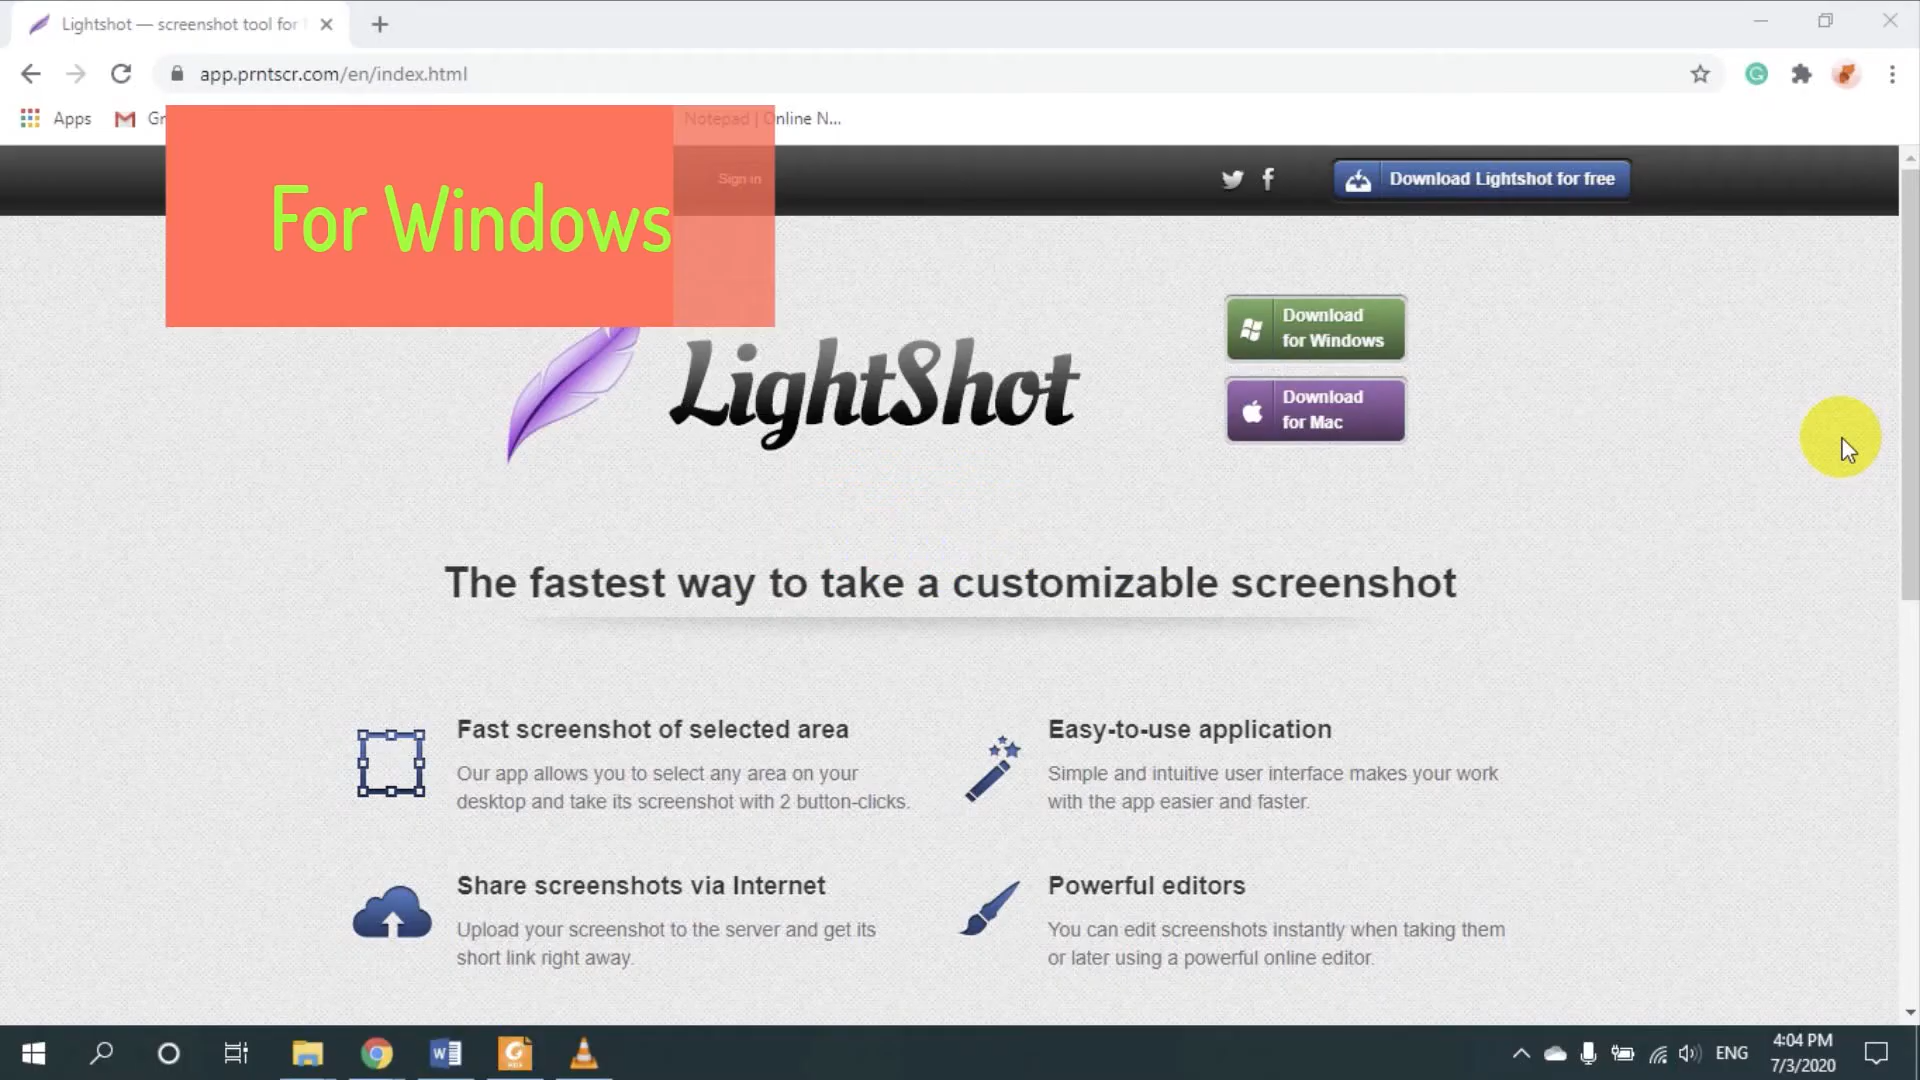 Lightshot — screenshot tool for
app.prntscr.com/en/index.html
Apps
Notepad | Online N...
For Windows
Sign in
Download Lightshot for free
LightShot
Download
for Windows
Download
for Mac
The fastest way to take a customizable screenshot
Fast screenshot of selected area
Our app allows you to select any area on your
desktop and take its screenshot with 2 button-clicks.
Easy-to-use application
Simple and intuitive user interface makes your work
with the app easier and faster.
Share screenshots via Internet
Upload your screenshot to the server and get its
short link right away.
Powerful editors
You can edit screenshots instantly when taking them
or later using a powerful online editor.
ENG
4:04 PM
7/3/2020